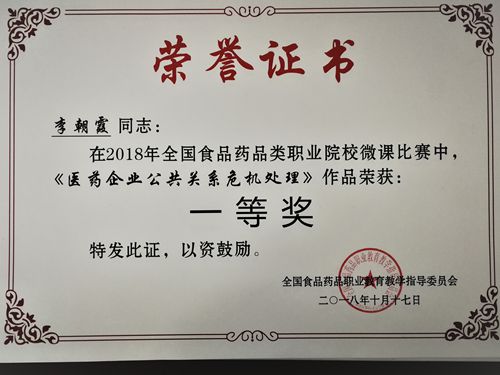 荣誉证书
李朝霞 同志：
在2018年全国食品药品类职业院校微课比赛中，
《医药企业公共关系危机处理》作品荣获：
一等奖
特发此证，以资鼓励。
全国食品药品职业教育教学指导委员会
二〇一八年十月十七日